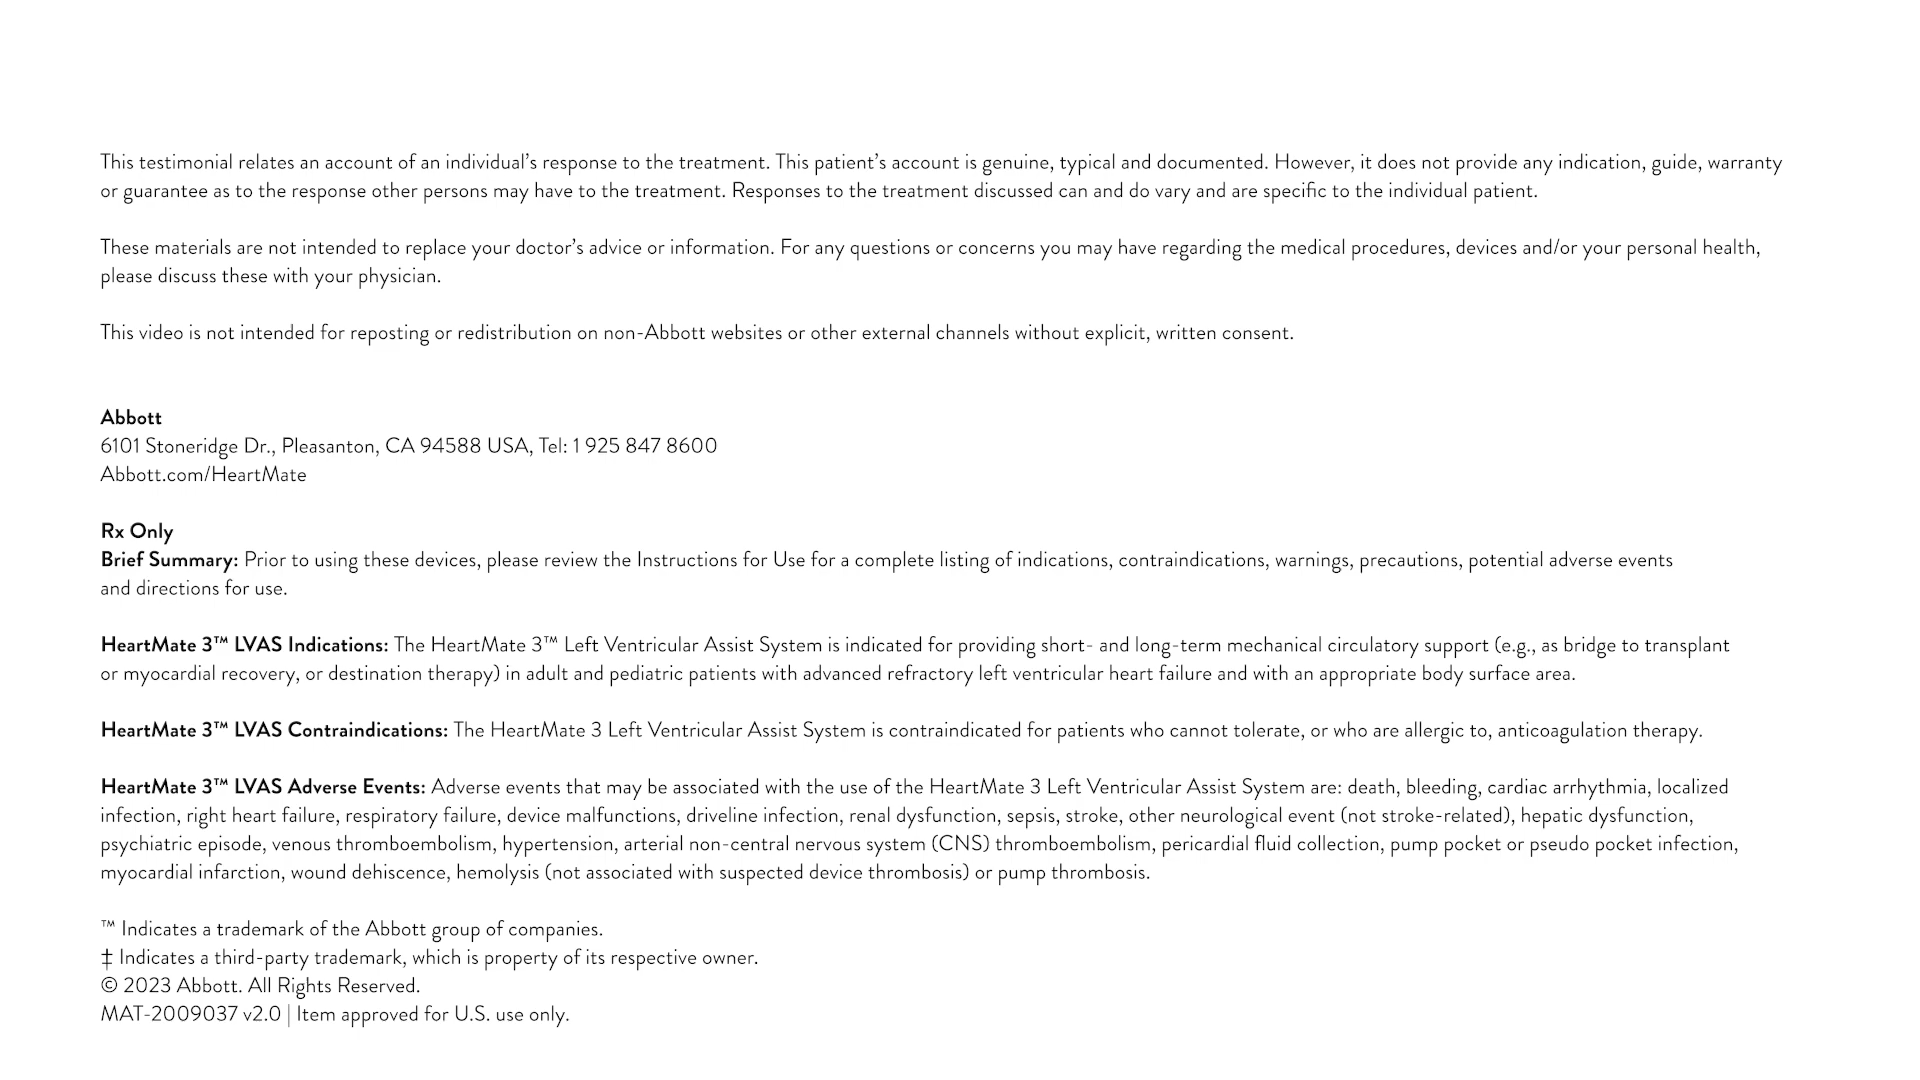 This testimonial relates an account of an individual’s response to the treatment. This patient’s account is genuine, typical and documented. However, it does not provide any indication, guide, warranty
or guarantee as to the response other persons may have to the treatment. Responses to the treatment discussed can and do vary and are specific to the individual patient.
These materials are not intended to replace your doctor’s advice or information. For any questions or concerns you may have regarding the medical procedures, devices and/or your personal health,
please discuss these with your physician.
This video is not intended for reposting or redistribution on non-Abbott websites or other external channels without explicit, written consent.
Abbott
6101 Stoneridge Dr., Pleasanton, CA 94588 USA, Tel: 1 925 847 8600
Abbott.com/HeartMate
Rx Only
Brief Summary: Prior to using these devices, please review the Instructions for Use for a complete listing of indications, contraindications, warnings, precautions, potential adverse events
and directions for use.
HeartMate 3™ LVAS Indications: The HeartMate 3™ Left Ventricular Assist System is indicated for providing short- and long-term mechanical circulatory support (e.g., as bridge to transplant
or myocardial recovery, or destination therapy) in adult and pediatric patients with advanced refractory left ventricular heart failure and with an appropriate body surface area.
HeartMate 3™ LVAS Contraindications: The HeartMate 3 Left Ventricular Assist System is contraindicated for patients who cannot tolerate, or who are allergic to, anticoagulation therapy.
HeartMate 3™ LVAS Adverse Events: Adverse events that may be associated with the use of the HeartMate 3 Left Ventricular Assist System are: death, bleeding, cardiac arrhythmia, localized
infection, right heart failure, respiratory failure, device malfunctions, driveline infection, renal dysfunction, sepsis, stroke, other neurological event (not stroke-related), hepatic dysfunction,
psychiatric episode, venous thromboembolism, hypertension, arterial non-central nervous system (CNS) thromboembolism, pericardial fluid collection, pump pocket or pseudo pocket infection,
myocardial infarction, wound dehiscence, hemolysis (not associated with suspected device thrombosis) or pump thrombosis.
™ Indicates a trademark of the Abbott group of companies.
‡ Indicates a third-party trademark, which is property of its respective owner.
© 2023 Abbott. All Rights Reserved.
MAT-2009037 v2.0 | Item approved for U.S. use only.